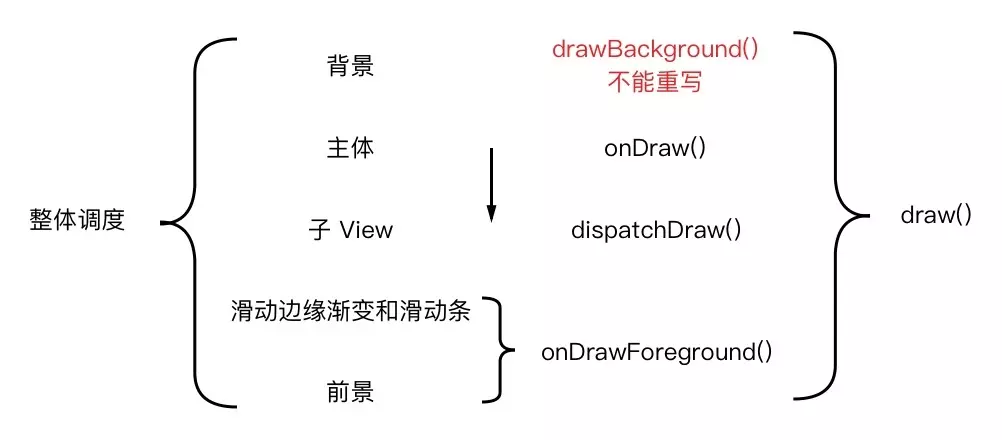 背景
drawBackground()
不能重写
主体
onDraw()
整体调度
子 View
dispatchDraw()
draw()
滑动边缘渐变和滑动条
onDrawForeground()
前景